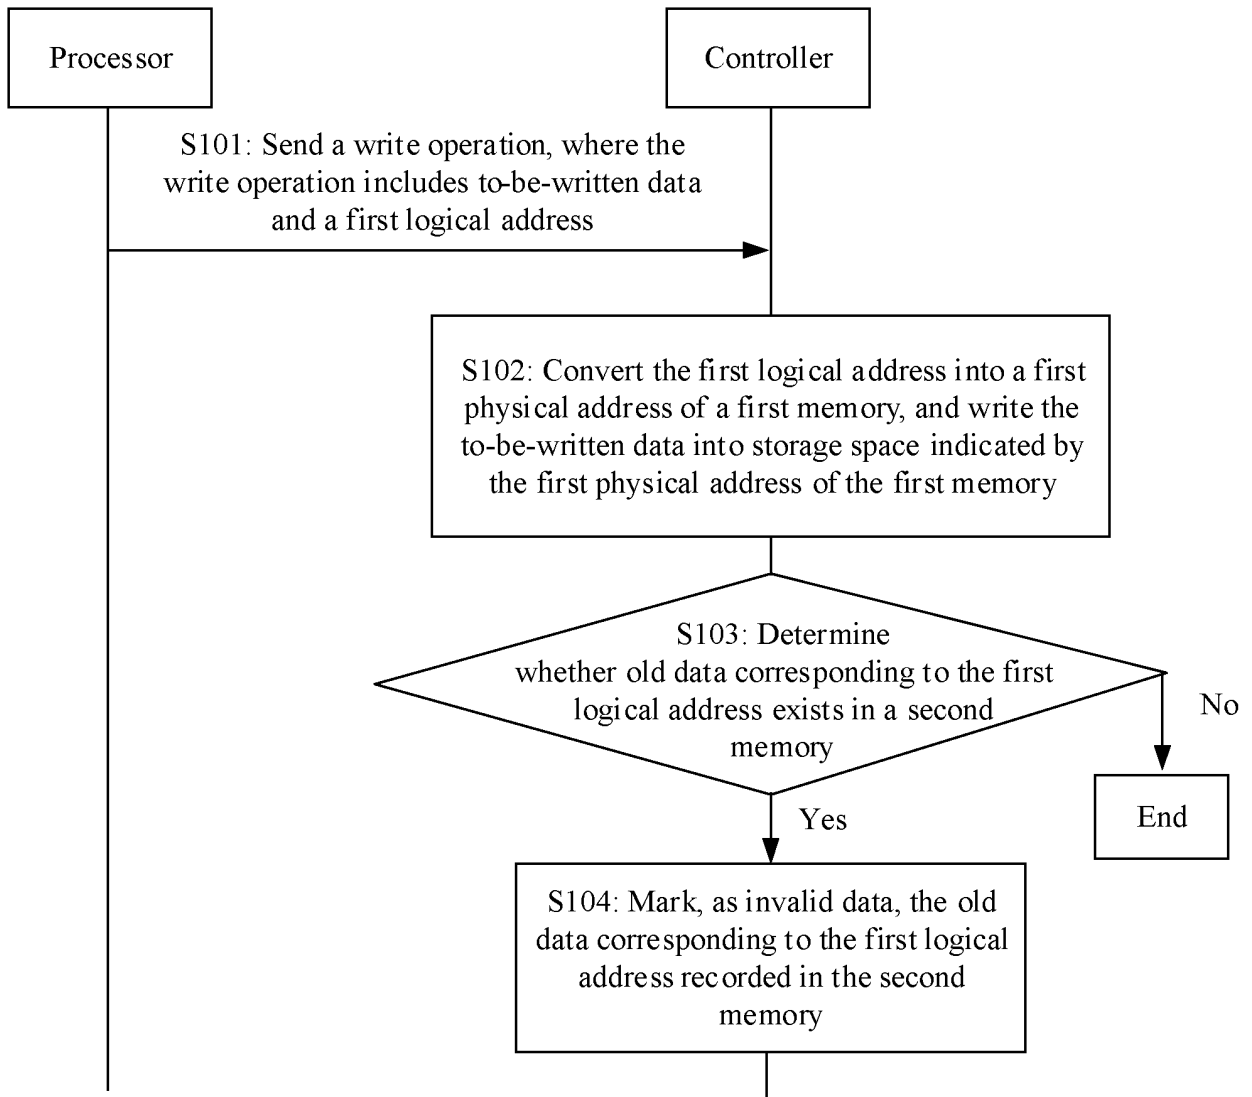 Processor
Controller
S101: Send a write operation, where the
write operation includes to-be-written data
and a first logical address
S102: Convert the first logical address into a first
physical address of a first memory, and write the
to-be-written data into storage space indicated by
the first physical address of the first memory
S103: Determine
whether old data corresponding to the first
logical address exists in a second
memory
No
End
Yes
S104: Mark, as invalid data, the old
data corresponding to the first logical
address recorded in the second
memory